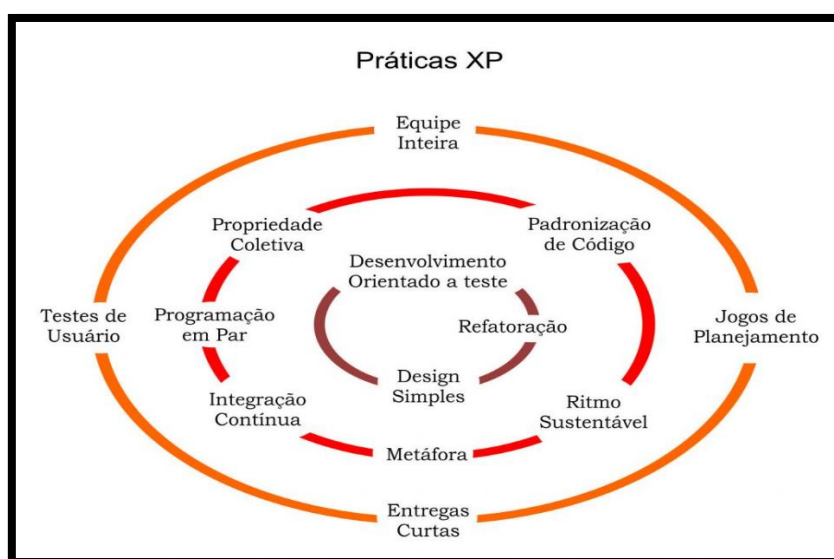 Práticas XP
Equipe
Inteira
Propriedade
Coletiva
Padronização
de Código
Desenvolvimento
Orientado a teste
Testes de
Usuário
Programação
em Par
Refatoração
Jogos de
Planejamento
Design
Simples
Integração
Contínua
Ritmo
Sustentável
Metáfora
Entregas
Curtas